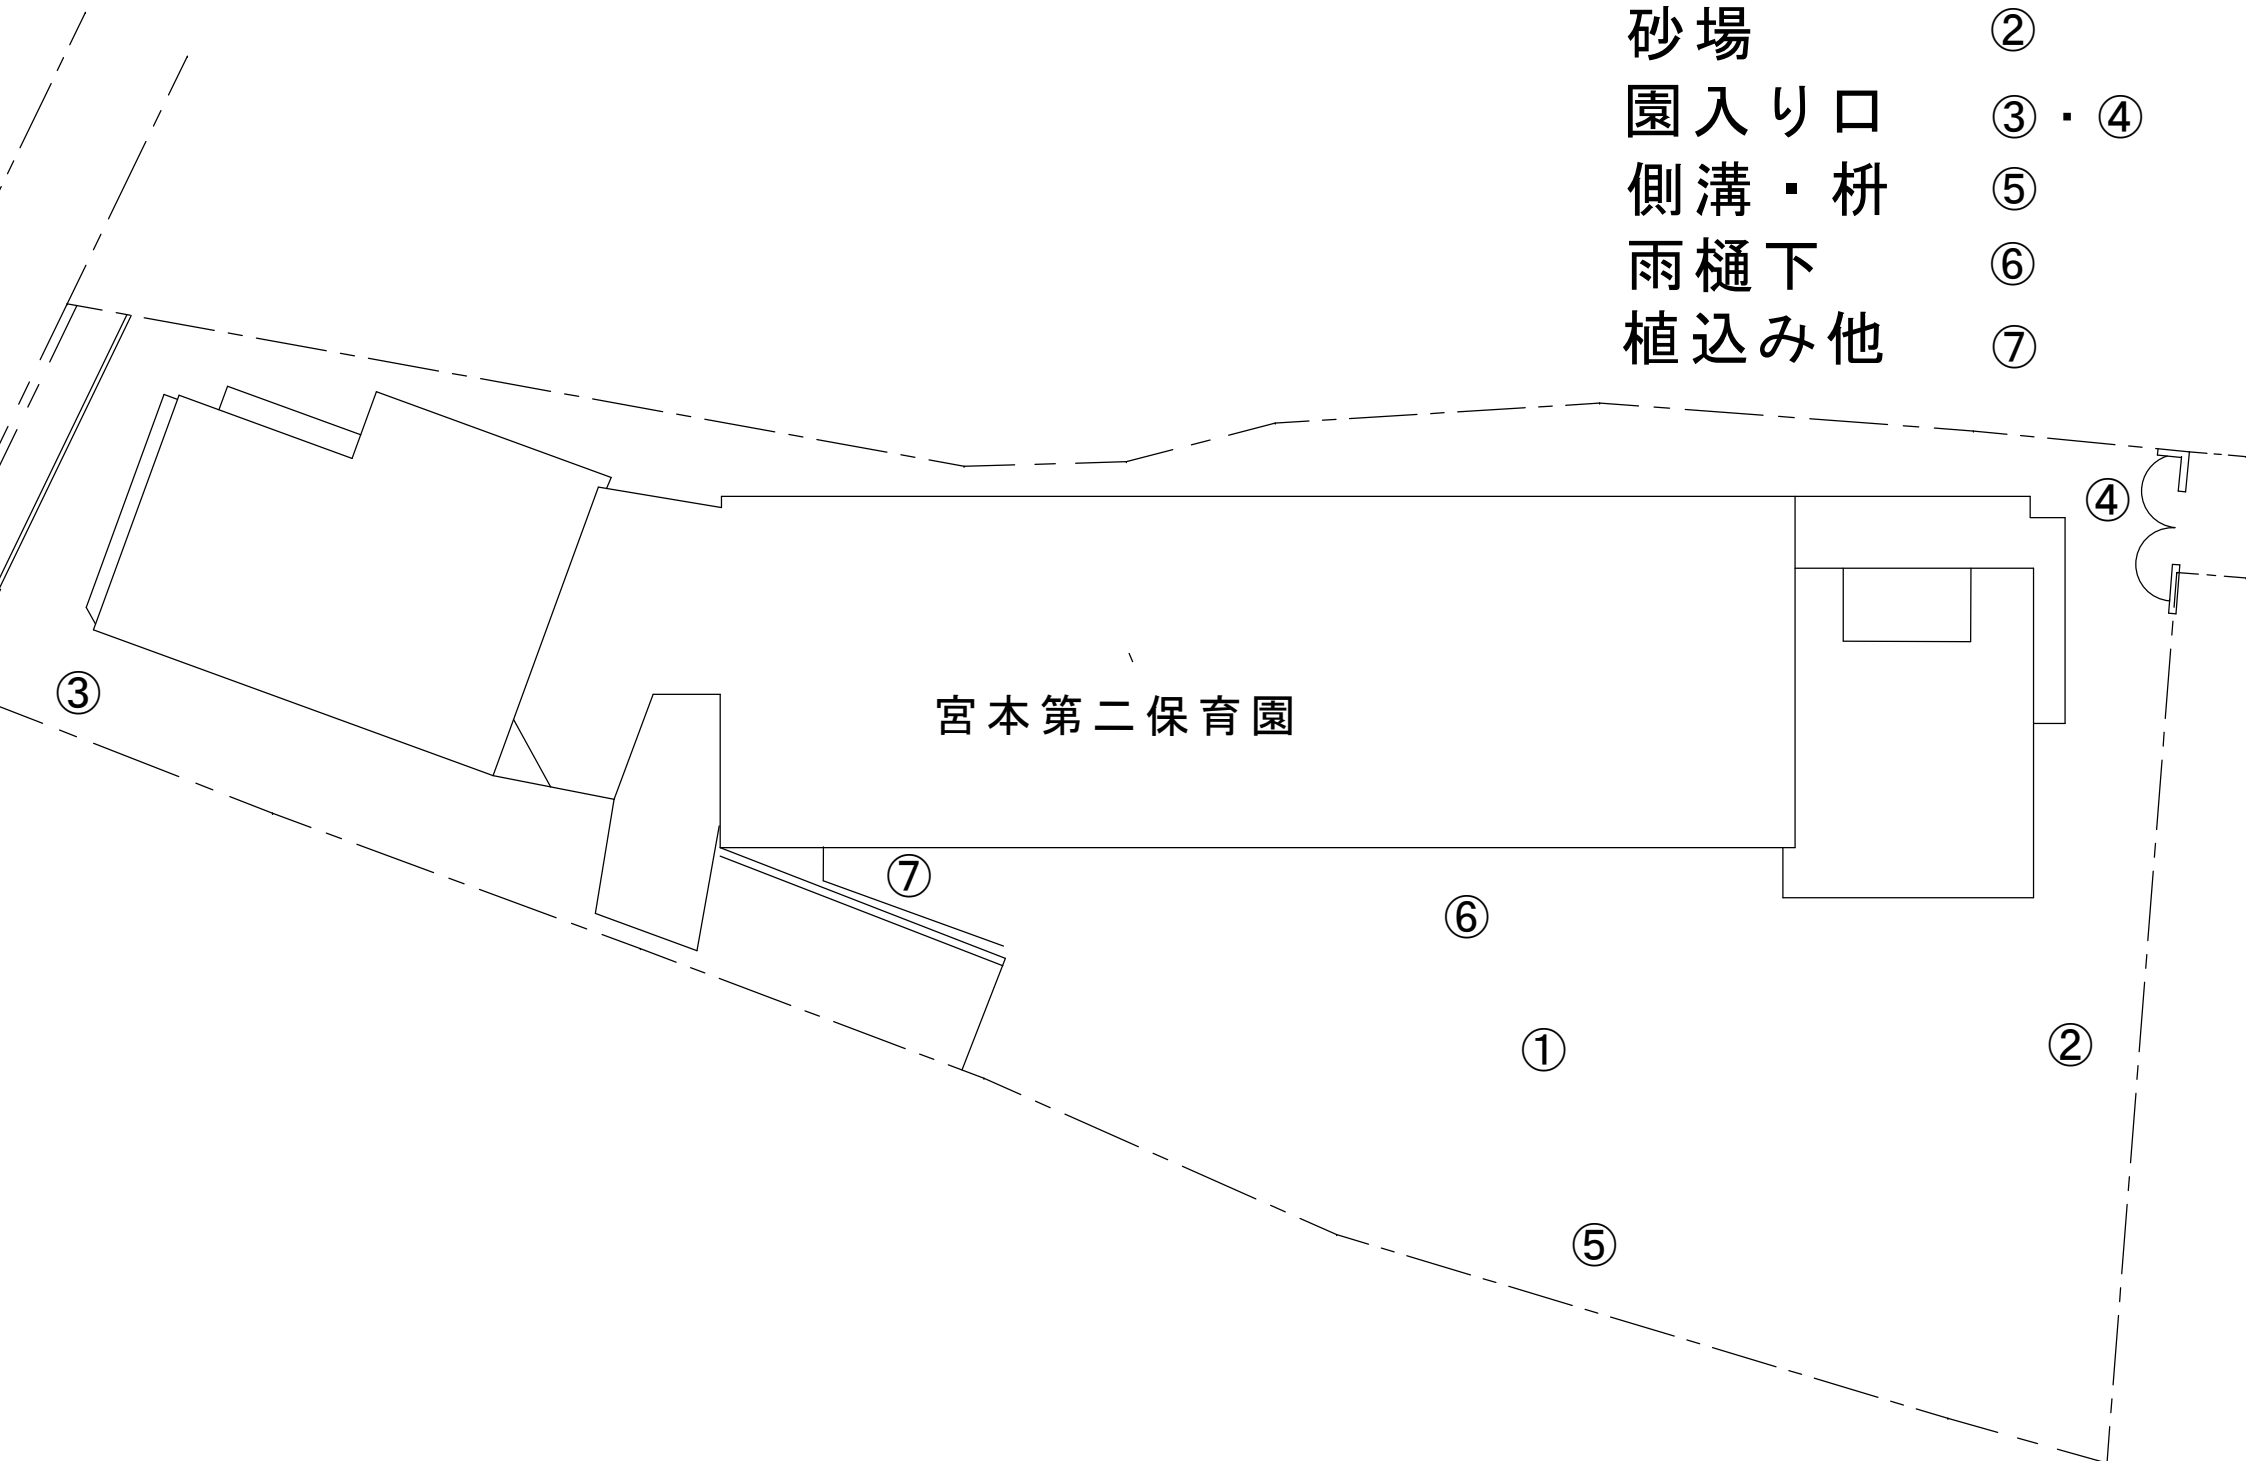 砂場 ②
園入り口 ③・④
側溝・枡 ⑤
雨樋下 ⑥
植込み他 ⑦
④
③
宮本第二保育園
⑦
⑥
①
②
⑤